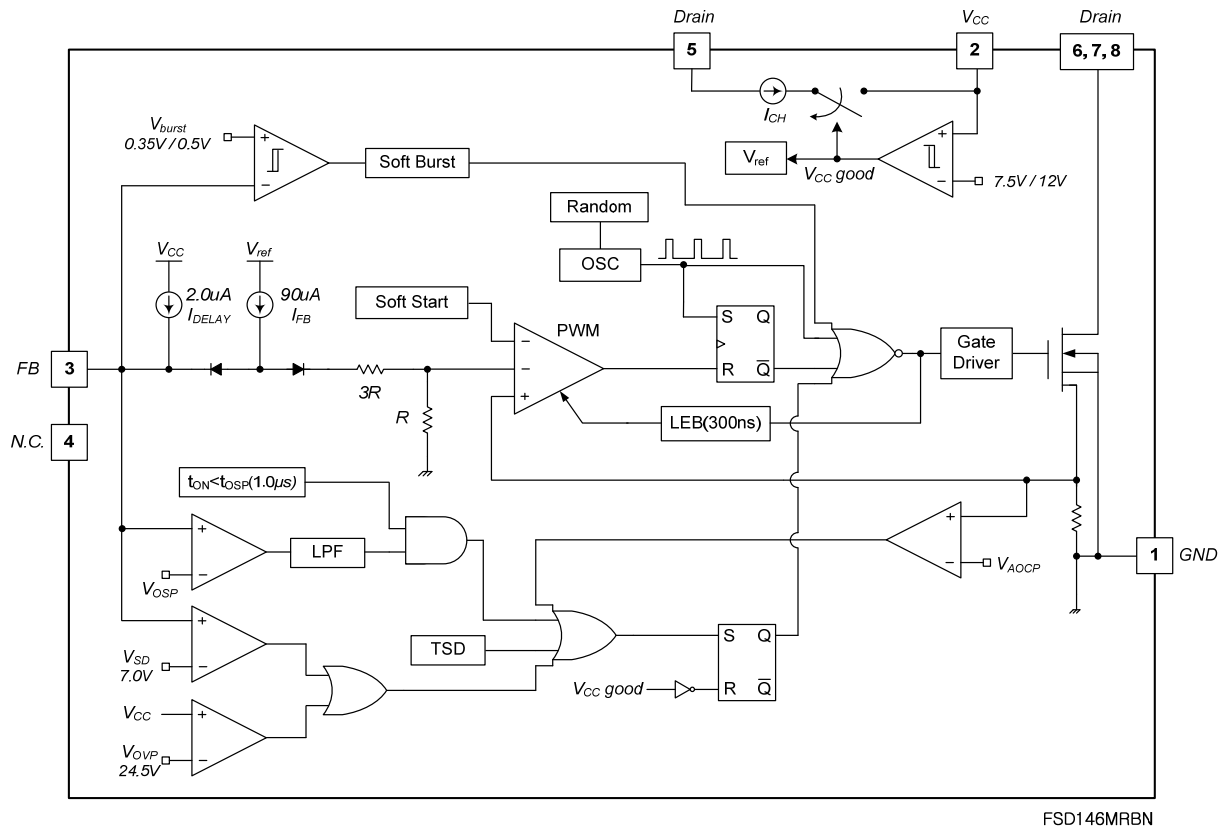 Drain
V_CC
Drain
5
2
6, 7, 8
I_CH
V_burst
0.35V / 0.5V
+
−
Soft Burst
V_ref
V_CC good
+
−
7.5V / 12V
Random
OSC
V_CC
V_ref
2.0uA
I_DELAY
90uA
I_FB
Soft Start
PWM
−
−
+
S
Q
R
Q̅
Gate
Driver
FB
3
3R
R
N.C.
4
LEB(300ns)
t_ON<t_OSP(1.0µs)
+
−
V_OSP
LPF
+
−
V_AOCP
1
GND
+
−
V_SD
7.0V
TSD
S
Q
R
Q̅
V_CC good
V_CC
+
V_OVP
24.5V
−
FSD146MRBN